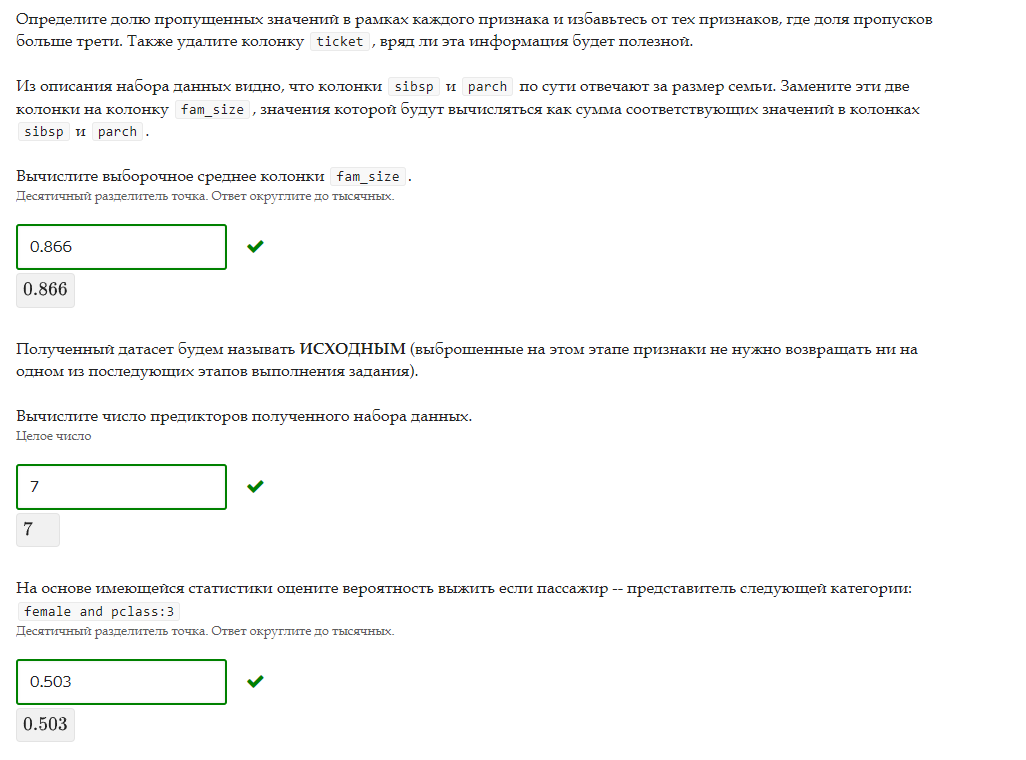 Определите долю пропущенных значений в рамках каждого признака и избавьтесь от тех признаков, где доля пропусков
больше трети. Также удалите колонку ticket , вряд ли эта информация будет полезной.
Из описания набора данных видно, что колонки sibsp и parch по сути отвечают за размер семьи. Замените эти две
колонки на колонку fam_size , значения которой будут вычисляться как сумма соответствующих значений в колонках
sibsp и parch .
Вычислите выборочное среднее колонки fam_size .
Десятичный разделитель точка. Ответ округлите до тысячных.
0.866
0.866
Полученный датасет будем называть ИСХОДНЫМ (выброшенные на этом этапе признаки не нужно возвращать ни на
одном из последующих этапов выполнения задания).
Вычислите число предикторов полученного набора данных.
Целое число
7
7
На основе имеющейся статистики оцените вероятность выжить если пассажир -- представитель следующей категории:
female and pclass:3
Десятичный разделитель точка. Ответ округлите до тысячных.
0.503
0.503